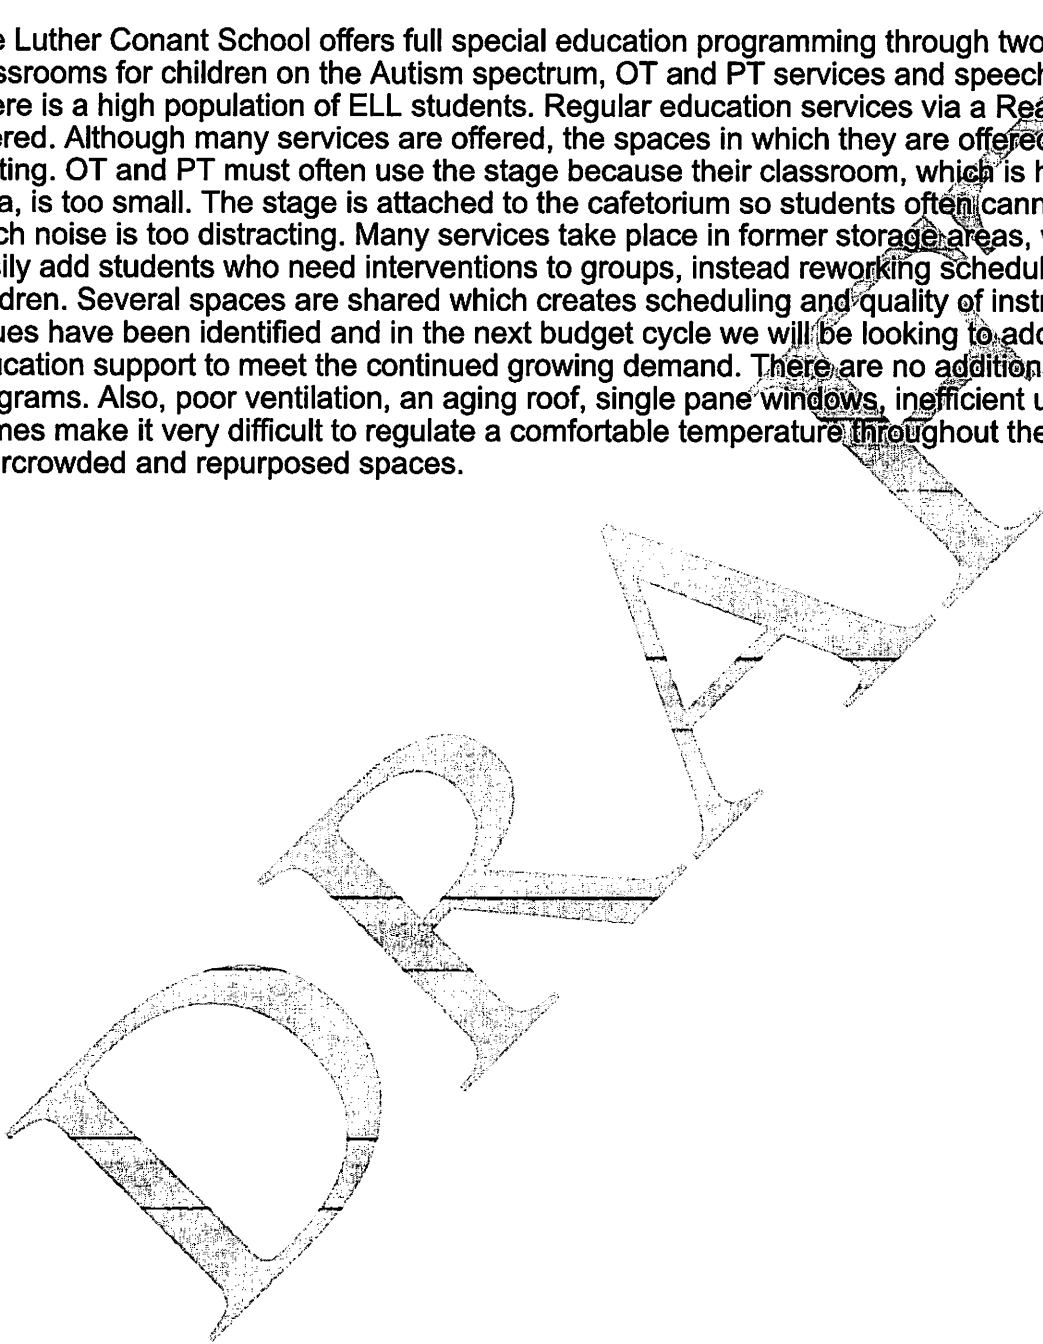 e Luther Conant School offers full special education programming through two
ssrooms for children on the Autism spectrum, OT and PT services and speech
ere is a high population of ELL students. Regular education services via a Rea
red. Although many services are offered, the spaces in which they are offered
ting. OT and PT must often use the stage because their classroom, which is h
a, is too small. The stage is attached to the cafetorium so students often cann
ch noise is too distracting. Many services take place in former storage areas,
ily add students who need interventions to groups, instead reworking schedul
dren. Several spaces are shared which creates scheduling and quality of instr
ues have been identified and in the next budget cycle we will be looking to add
cation support to meet the continued growing demand. There are no addition
grams. Also, poor ventilation, an aging roof, single pane windows, inefficient u
mes make it very difficult to regulate a comfortable temperature throughout the
rcrowded and repurposed spaces.
DRAF